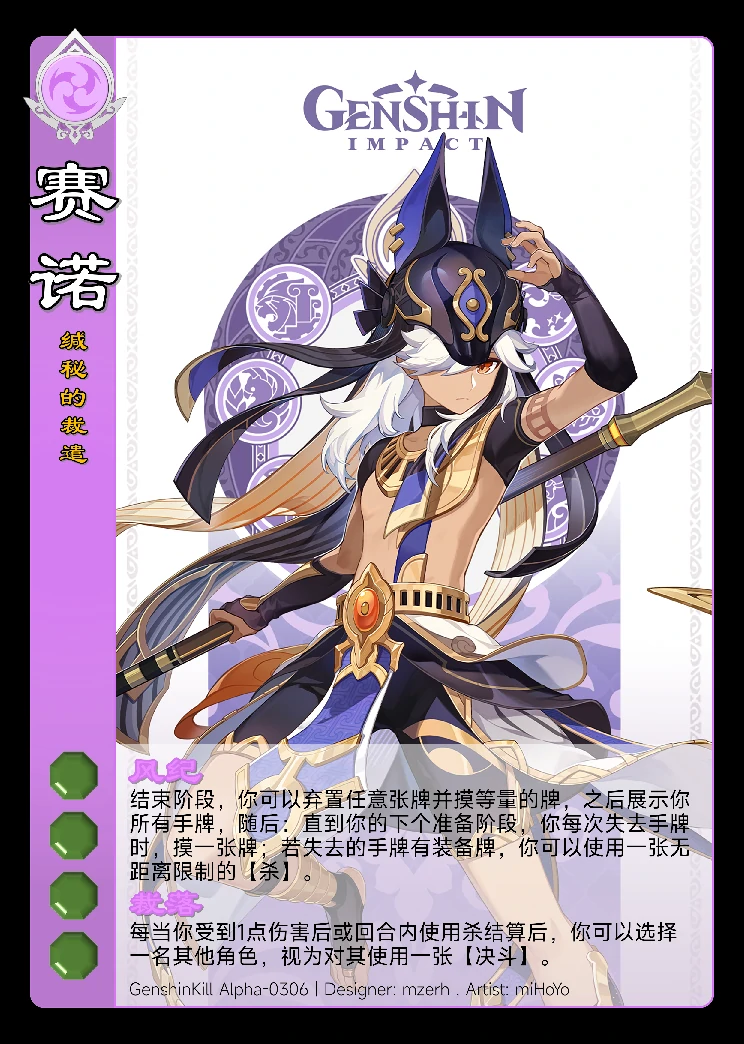 GENSHIN
IMPACT
赛诺
缄秘的裁遣
风纪
结束阶段，你可以弃置任意张牌并摸等量的牌，之后展示你
所有手牌，随后：直到你的下个准备阶段，你每次失去手牌
时，摸一张牌；若失去的手牌有装备牌，你可以使用一张无
距离限制的【杀】。
裁落
每当你受到1点伤害后或回合内使用杀结算后，你可以选择
一名其他角色，视为对其使用一张【决斗】。
GenshinKill Alpha-0306 | Designer: mzerh . Artist: miHoYo